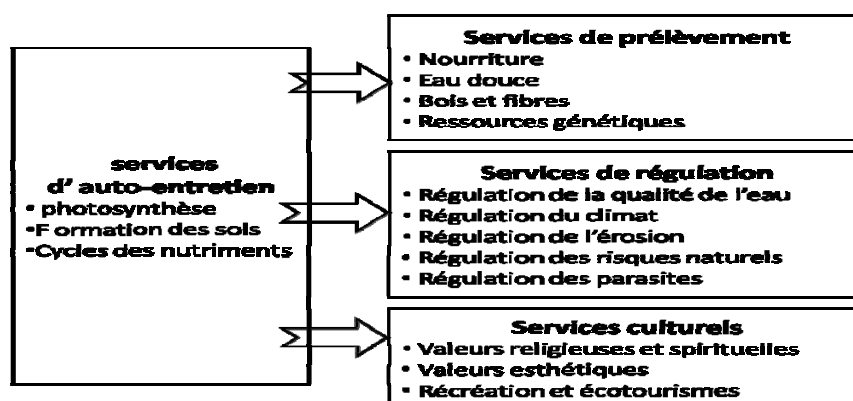 services
d' auto-entretien
• photosynthèse
•F ormation des sols
•Cycles des nutriments
Services de prélèvement
• Nourriture
• Eau douce
• Bois et fibres
• Ressources génétiques
Services de régulation
• Régulation de la qualité de l'eau
• Régulation du climat
• Régulation de l'érosion
• Régulation des risques naturels
• Régulation des parasites
Services culturels
• Valeurs religieuses et spirituelles
• Valeurs esthétiques
• Récréation et écotourismes